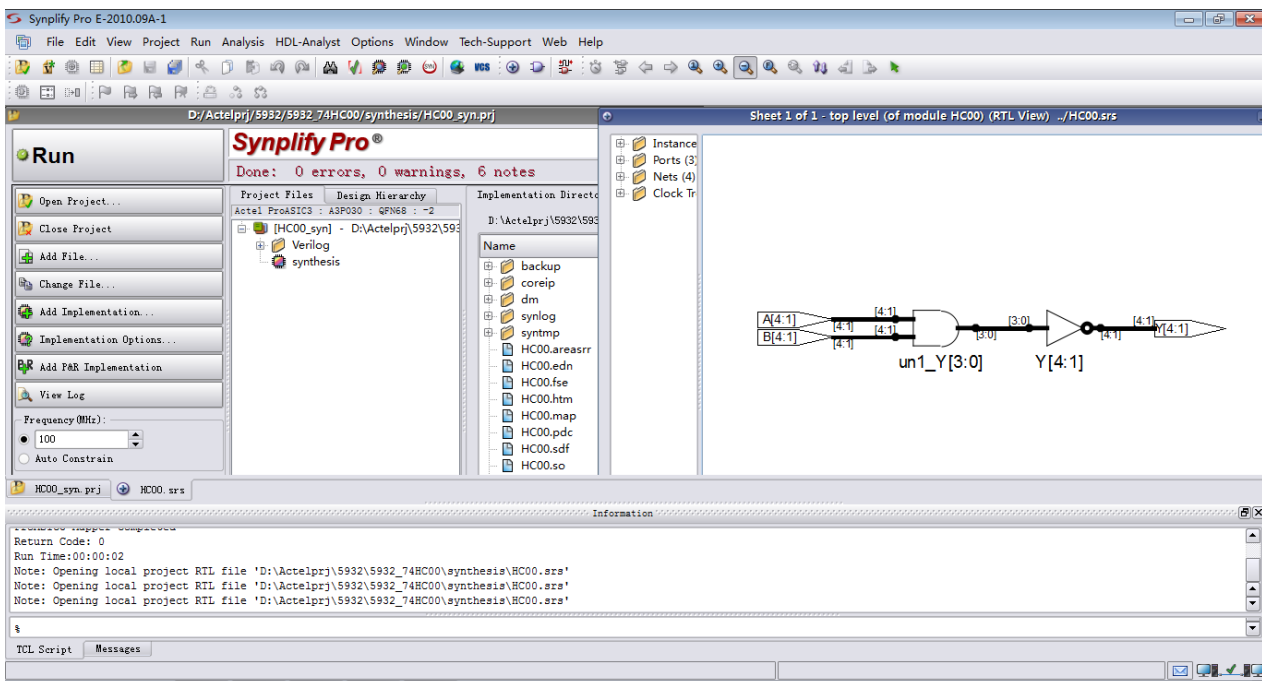 Synplify Pro E-2010.09A-1
File Edit View Project Run Analysis HDL-Analyst Options Window Tech-Support Web Help
VCS
D:/Actelprj/5932/5932_74HC00/synthesis/HC00_syn.prj
Run
Synplify Pro®
Done: 0 errors, 0 warnings, 6 notes
Open Project...
Close Project
Add File...
Change File...
Add Implementation...
Implementation Options...
Add P&R Implementation
View Log
Frequency(MHz):
100
Auto Constrain
Project Files Design Hierarchy
Actel ProASIC3 : A3P030 : QFN68 : -2
[HC00_syn] - D:\Actelprj\5932\593
Verilog
synthesis
Implementation Directo
D:\Actelprj\5932\593
Name
backup
coreip
dm
synlog
syntmp
HC00.areasrr
HC00.edn
HC00.fse
HC00.htm
HC00.map
HC00.pdc
HC00.sdf
HC00.so
Sheet 1 of 1 - top level (of module HC00) (RTL View) ../HC00.srs
Instance
Ports (3)
Nets (4)
Clock Tr
A[4:1] [4:1] [4:1]
B[4:1] [4:1] [4:1]
[3:0] [3:0]
[4:1] [4:1] Y[4:1]
un1_Y[3:0] Y[4:1]
HC00_syn.prj HC00.srs
Information
Return Code: 0
Run Time:00:00:02
Note: Opening local project RTL file 'D:\Actelprj\5932\5932_74HC00\synthesis\HC00.srs'
Note: Opening local project RTL file 'D:\Actelprj\5932\5932_74HC00\synthesis\HC00.srs'
Note: Opening local project RTL file 'D:\Actelprj\5932\5932_74HC00\synthesis\HC00.srs'
%
TCL Script Messages